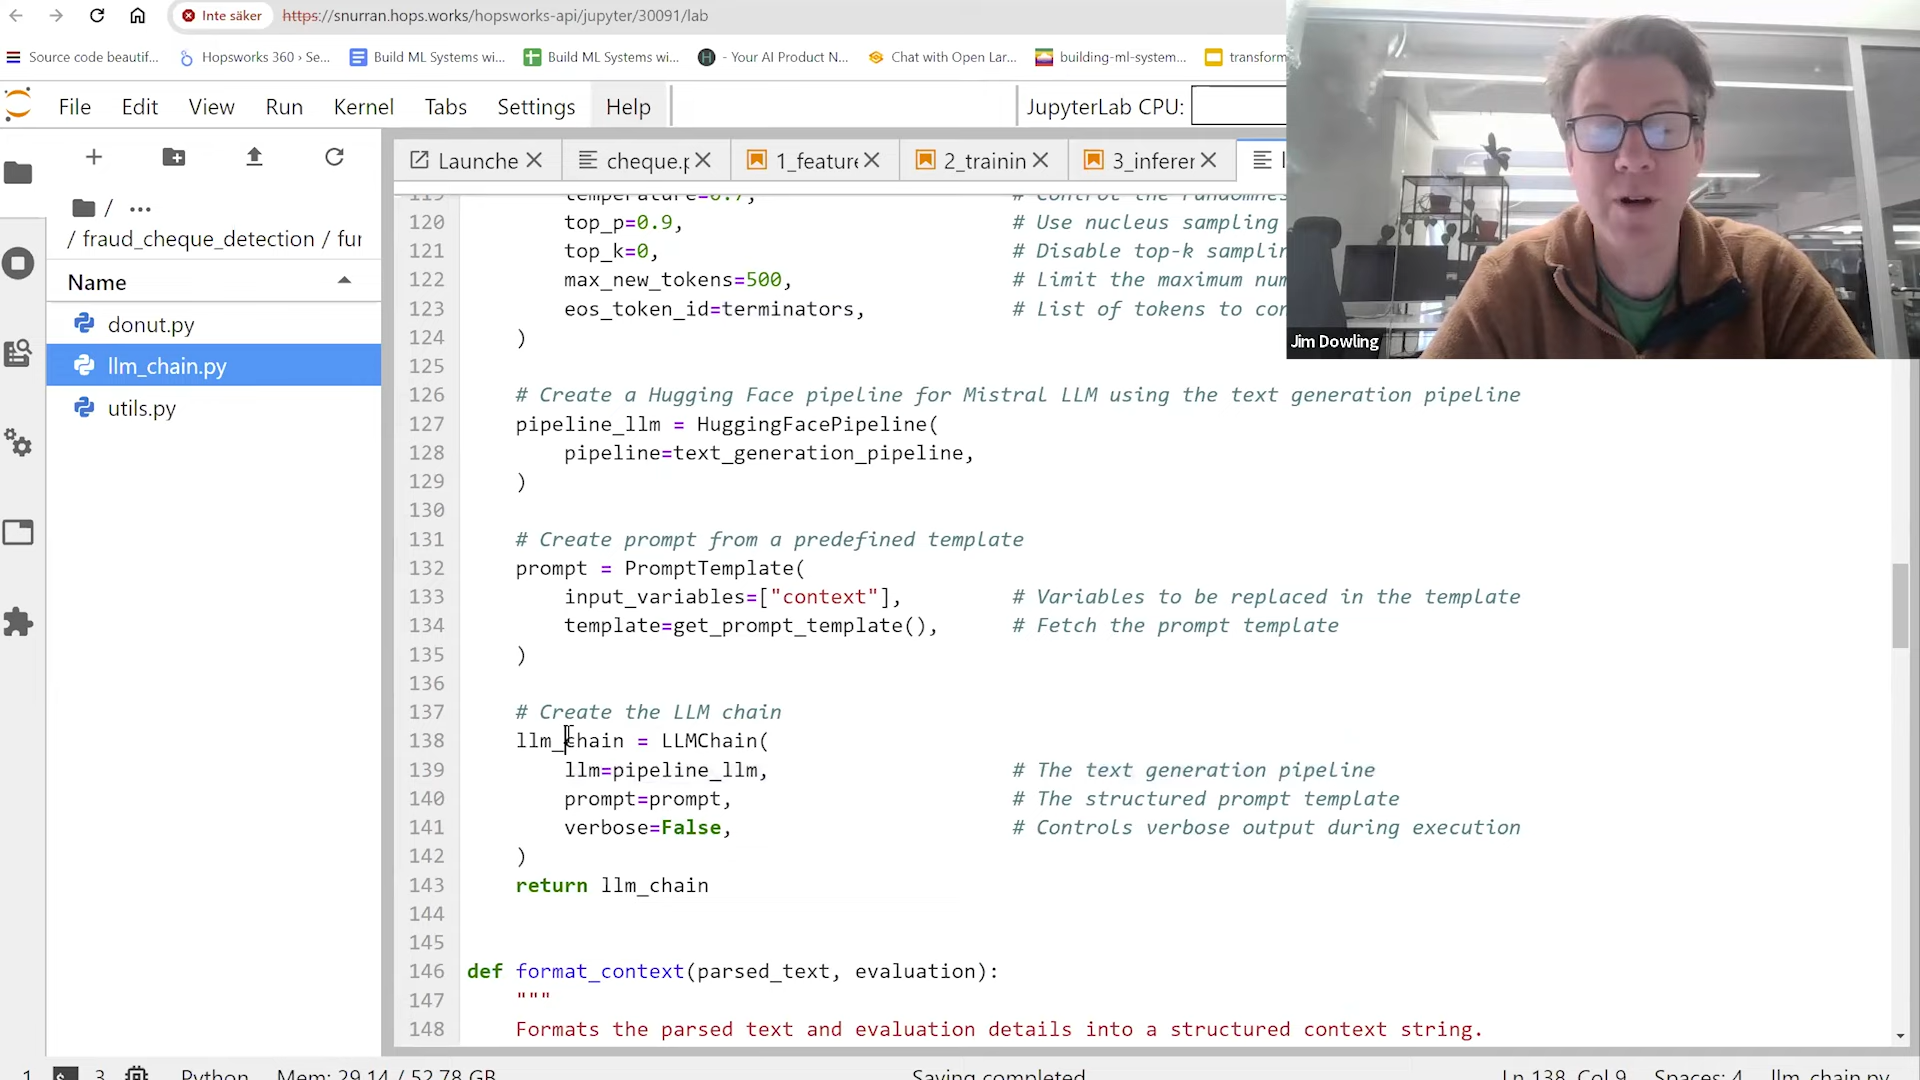 Inte säker https://snurran.hops.works/hopsworks-api/jupyter/30091/lab
Source code beautif... Hopsworks 360 › Se... Build ML Systems wi... Build ML Systems wi... - Your AI Product N... Chat with Open Lar... building-ml-system... transform
File Edit View Run Kernel Tabs Settings Help JupyterLab CPU:
Launche cheque.p 1_feature 2_trainin 3_inferer
/ ...
/ fraud_cheque_detection / fur
Name
donut.py
llm_chain.py
utils.py
119 temperature=0.7, # Control the randomnes
120 top_p=0.9, # Use nucleus sampling
121 top_k=0, # Disable top-k samplin
122 max_new_tokens=500, # Limit the maximum num
123 eos_token_id=terminators, # List of tokens to con
124 )
125
126 # Create a Hugging Face pipeline for Mistral LLM using the text generation pipeline
127 pipeline_llm = HuggingFacePipeline(
128 pipeline=text_generation_pipeline,
129 )
130
131 # Create prompt from a predefined template
132 prompt = PromptTemplate(
133 input_variables=["context"], # Variables to be replaced in the template
134 template=get_prompt_template(), # Fetch the prompt template
135 )
136
137 # Create the LLM chain
138 llm_chain = LLMChain(
139 llm=pipeline_llm, # The text generation pipeline
140 prompt=prompt, # The structured prompt template
141 verbose=False, # Controls verbose output during execution
142 )
143 return llm_chain
144
145
146 def format_context(parsed_text, evaluation):
147 """
148 Formats the parsed text and evaluation details into a structured context string.
Jim Dowling
1 3 Python Mem: 29.14 / 52.78 GB Saving completed Ln 138, Col 9 Spaces: 4 llm_chain.py